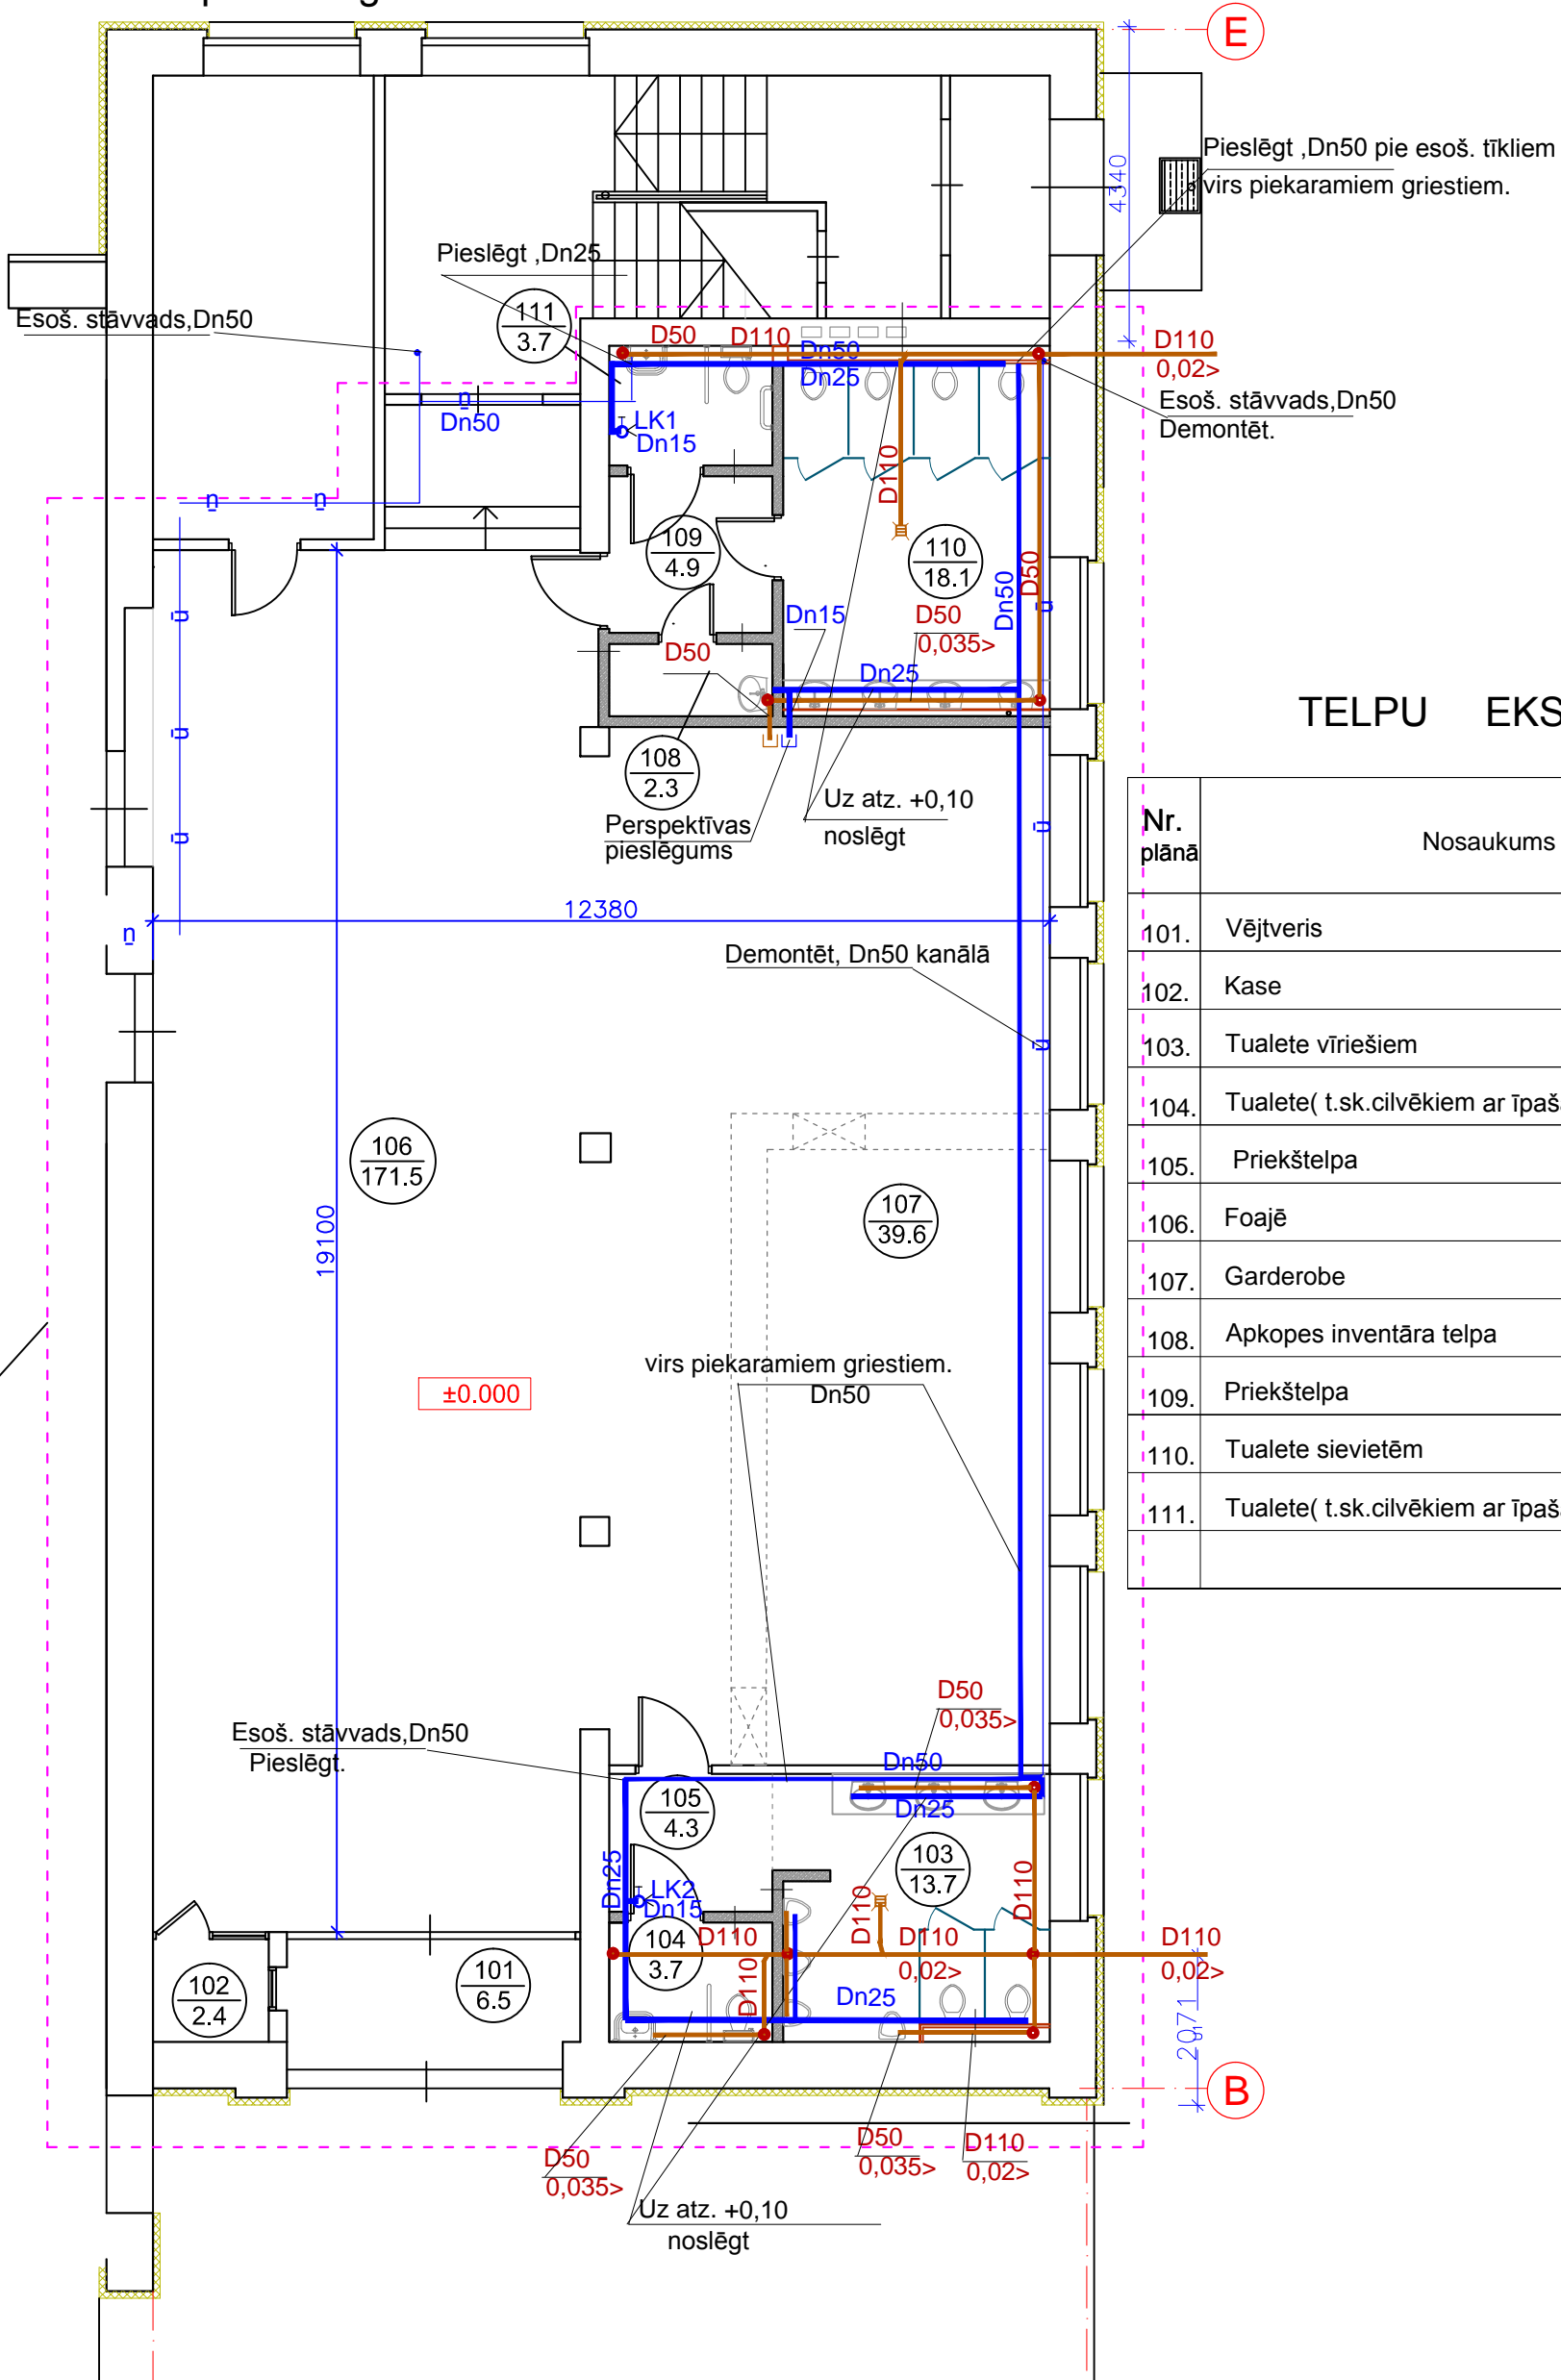 E
Pieslēgt ,Dn50 pie esoš. tīkliem
virs piekaramiem griestiem.
4340
Pieslēgt ,Dn25
Esoš. stāvvads,Dn50
111
3.7
D50
D110
Dn50
Dn25
D110
0,02>
Esoš. stāvvads,Dn50
Demontēt.
Dn50
LK1
Dn15
D110
109
4.9
110
18.1
Dn50
D50
Dn15
D50
0,035>
D50
Dn25
108
2.3
Perspektīvas
pieslēgums
Uz atz. +0,10
noslēgt
TELPU EKS
Nr.
plānā
Nosaukums
101. Vējtveris
102. Kase
103. Tualete vīriešiem
104. Tualete( t.sk.cilvēkiem ar īpaš
105. Priekštelpa
106. Foajē
107. Garderobe
108. Apkopes inventāra telpa
109. Priekštelpa
110. Tualete sievietēm
111. Tualete( t.sk.cilvēkiem ar īpaš
12380
Demontēt, Dn50 kanālā
106
171.5
107
39.6
19100
virs piekaramiem griestiem.
Dn50
±0.000
D50
0,035>
Esoš. stāvvads,Dn50
Pieslēgt.
Dn50
Dn25
105
4.3
103
13.7
Dn25
LK2
Dn15
D110
D110
104
3.7
D110
D110
D110
0,02>
D110
0,02>
Dn25
102
2.4
101
6.5
2071
B
D50
0,035>
D50
0,035>
D110
0,02>
Uz atz. +0,10
noslēgt